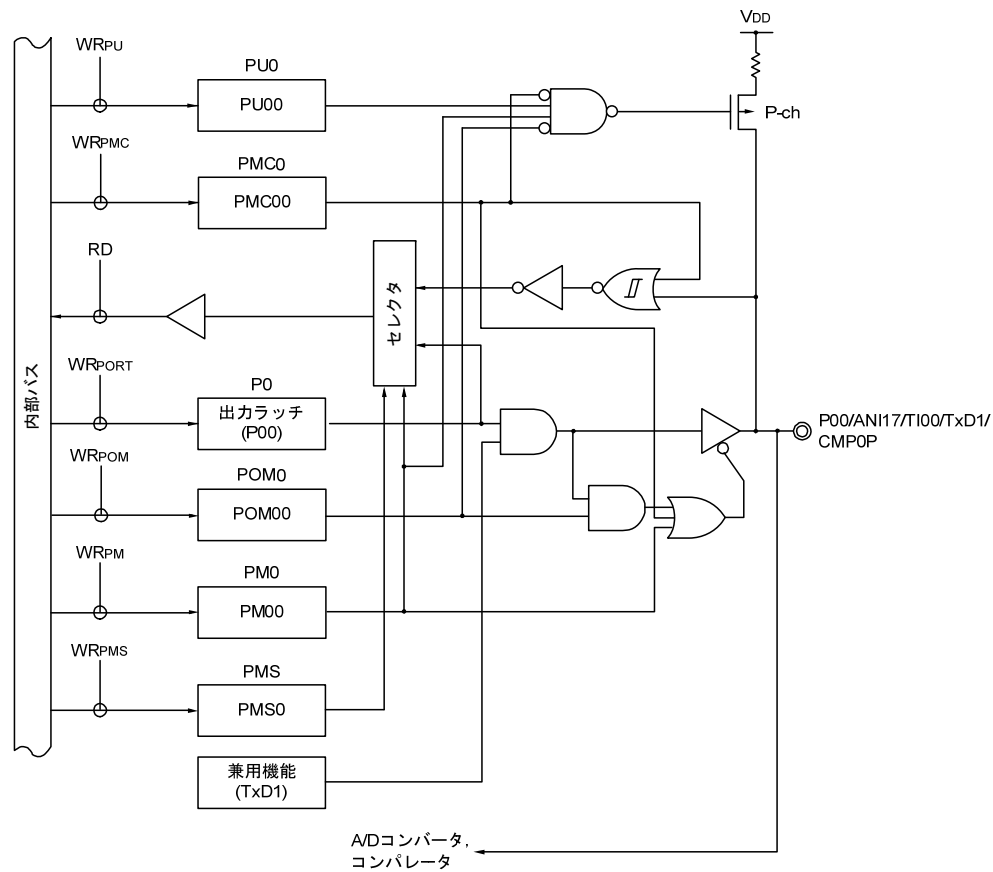 VDD
WRPU
PU0
PU00
P-ch
WRPMC
PMC0
PMC00
RD
セレクタ
WRPORT
P0
出力ラッチ
(P00)
内部バス
P00/ANI17/TI00/TxD1/
CMP0P
WRPOM
POM0
POM00
WRPM
PM0
PM00
WRPMS
PMS
PMS0
兼用機能
(TxD1)
A/Dコンバータ,
コンパレータ